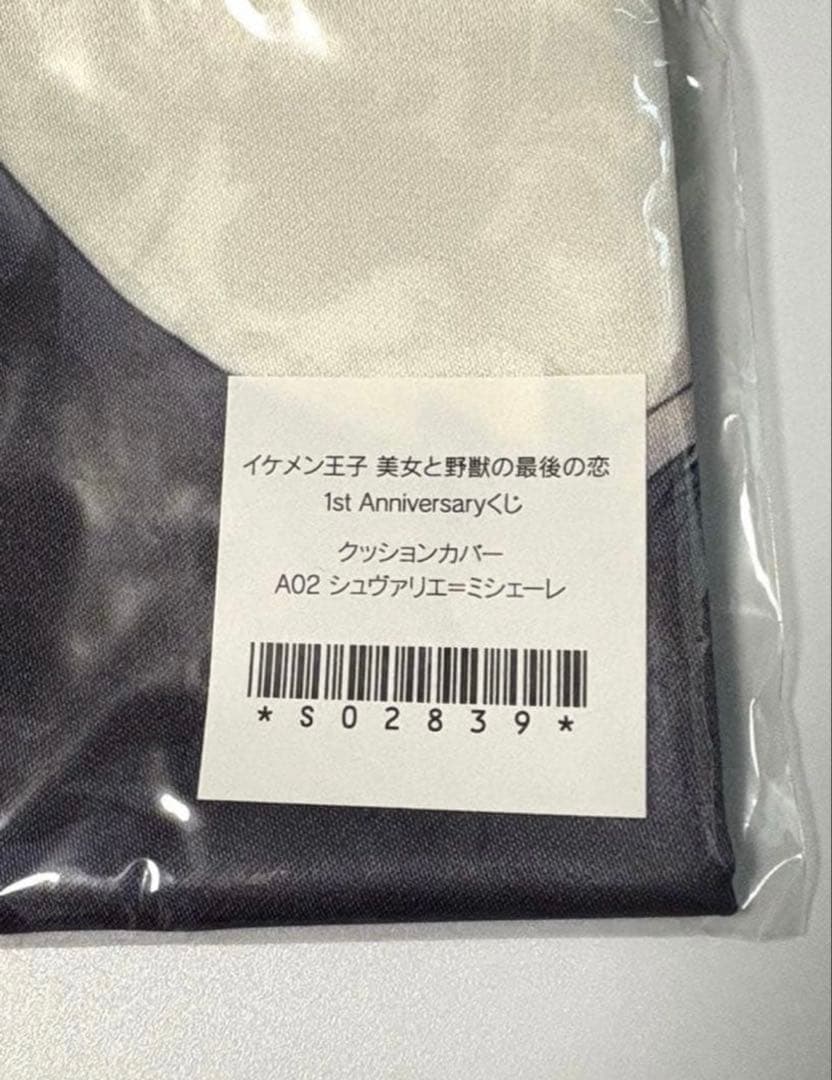 イケメン王子 美女と野獣の最後の恋
1st Anniversaryくじ
クッションカバー
A02 シュヴァリエ=ミシェーレ
*S02839*